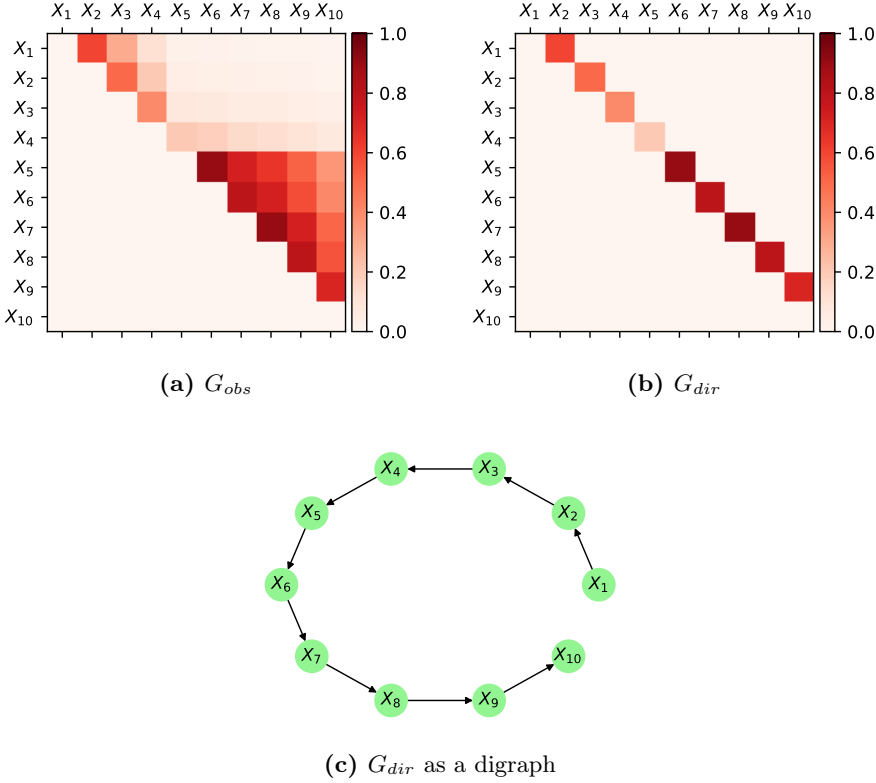 X₁ X₂ X₃ X₄ X₅ X₆ X₇ X₈ X₉ X₁₀
X₁
X₂
X₃
X₄
X₅
X₆
X₇
X₈
X₉
X₁₀
1.0
0.8
0.6
0.4
0.2
0.0
(a) G_obs
X₁ X₂ X₃ X₄ X₅ X₆ X₇ X₈ X₉ X₁₀
X₁
X₂
X₃
X₄
X₅
X₆
X₇
X₈
X₉
X₁₀
1.0
0.8
0.6
0.4
0.2
0.0
(b) G_dir
X₄ X₃
X₅ X₂
X₆ X₁
X₇ X₁₀
X₈ X₉
(c) G_dir as a digraph